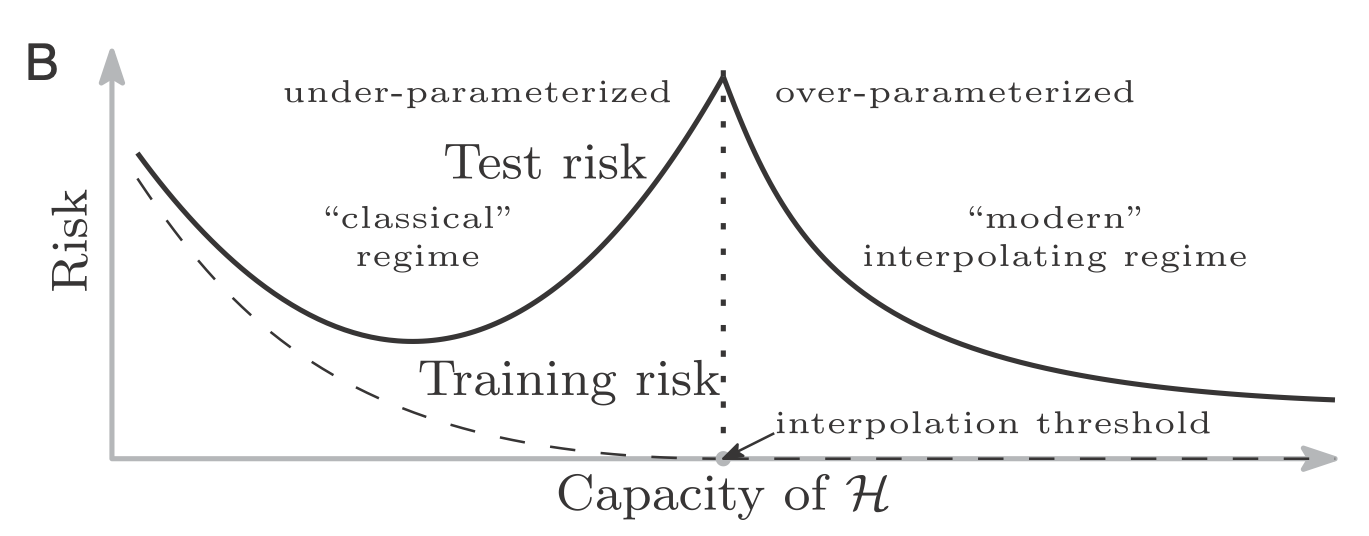 B
under-parameterized
over-parameterized
Test risk
“classical”
regime
“modern”
interpolating regime
Risk
Training risk
interpolation threshold
Capacity of ℋ